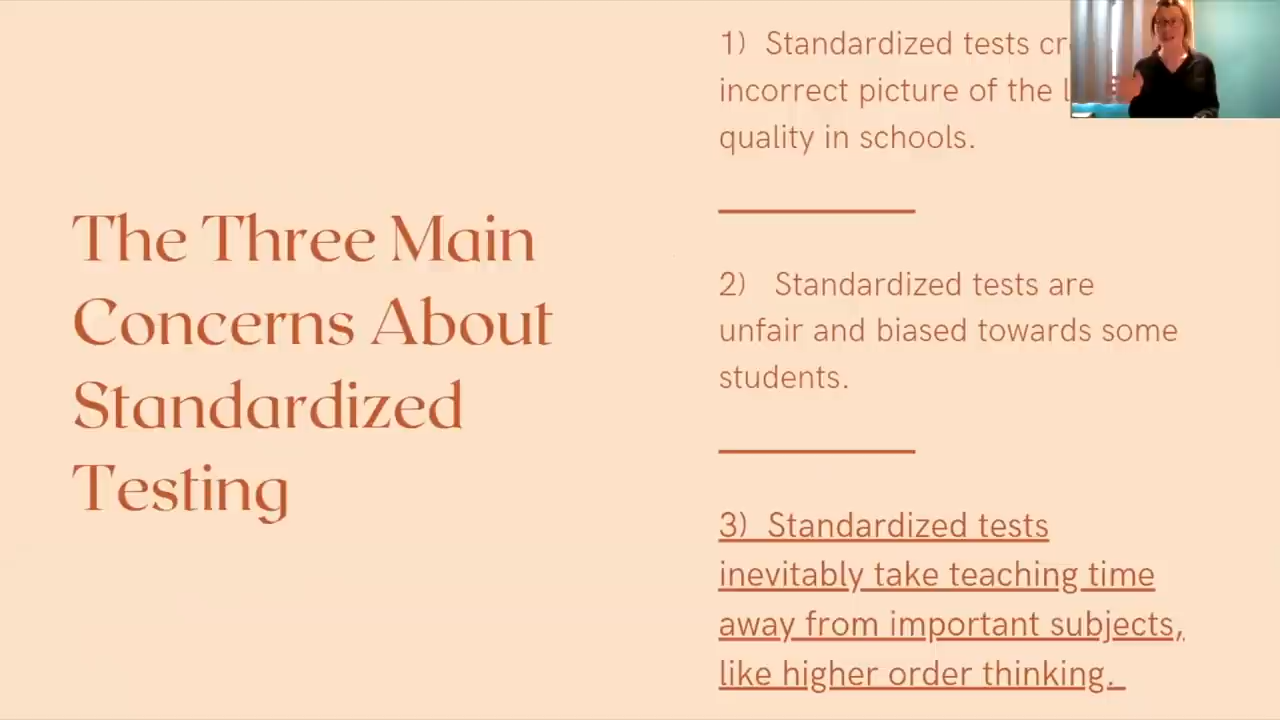 The Three Main
Concerns About
Standardized
Testing
1) Standardized tests
incorrect picture of the
quality in schools.
2) Standardized tests are
unfair and biased towards some
students.
3) Standardized tests
inevitably take teaching time
away from important subjects,
like higher order thinking.